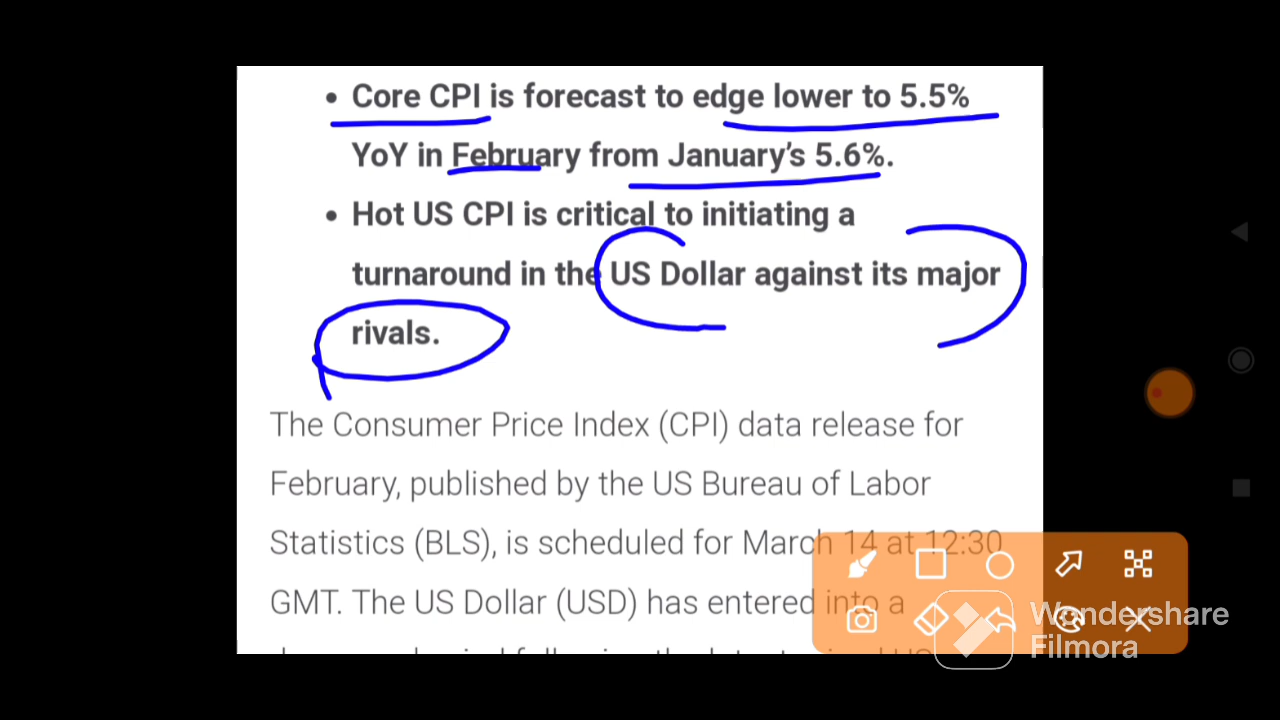 • Core CPI is forecast to edge lower to 5.5%
YoY in February from January’s 5.6%.
• Hot US CPI is critical to initiating a
turnaround in the US Dollar against its major
rivals.
The Consumer Price Index (CPI) data release for
February, published by the US Bureau of Labor
Statistics (BLS), is scheduled for March 14 at 12:30
GMT. The US Dollar (USD) has entered into a
Wondershare
Filmora